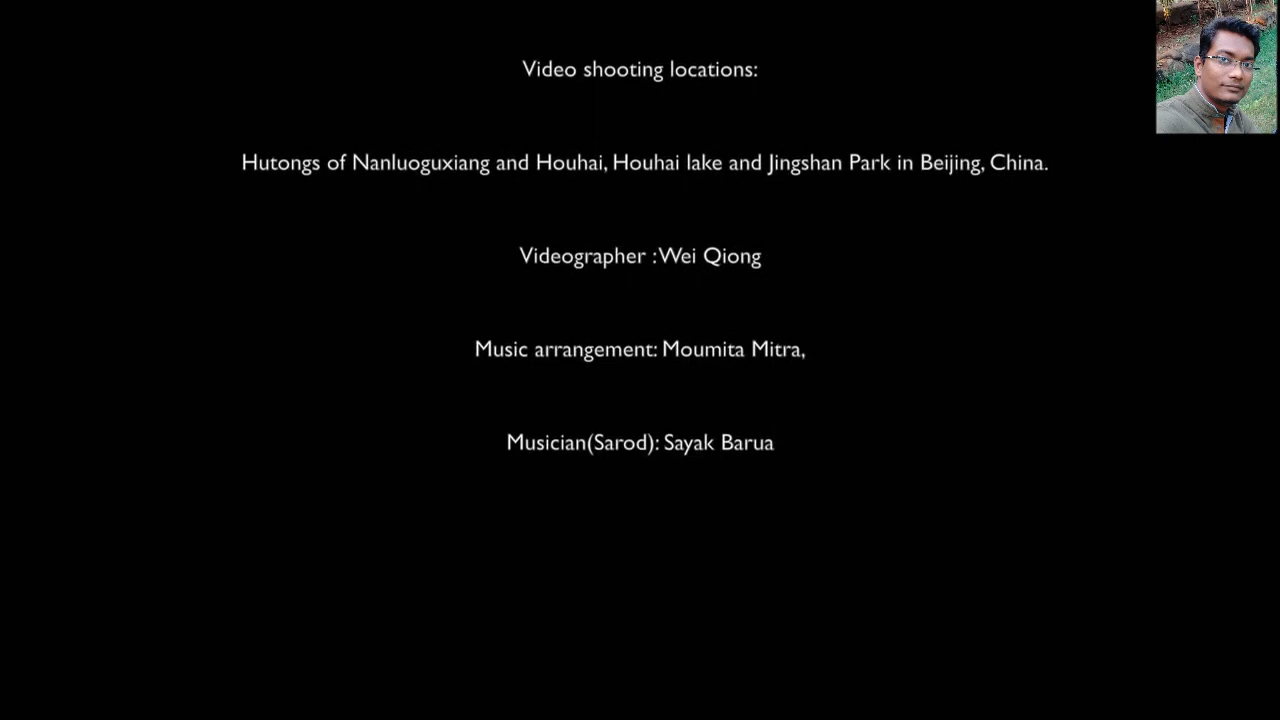 Video shooting locations:
Hutongs of Nanluoguxiang and Houhai, Houhai lake and Jingshan Park in Beijing, China.
Videographer : Wei Qiong
Music arrangement: Moumita Mitra,
Musician(Sarod): Sayak Barua